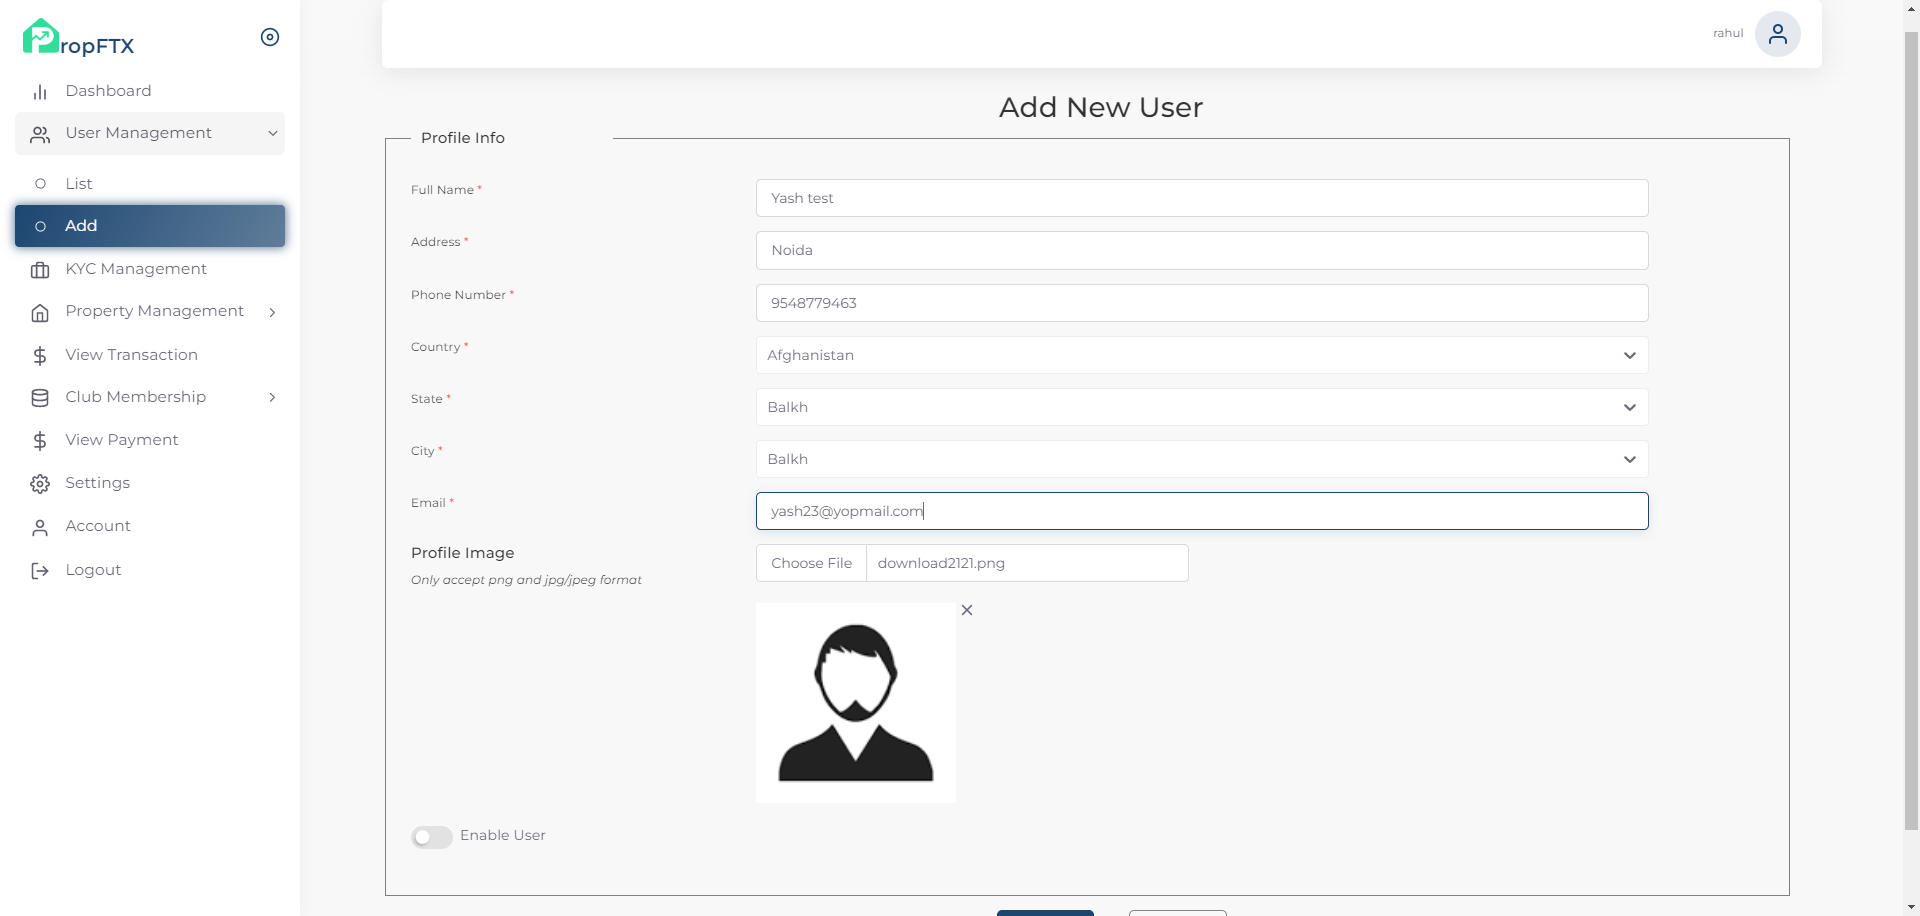 ropFTX
rahul
Dashboard
User Management
List
Add
KYC Management
Property Management
View Transaction
Club Membership
View Payment
Settings
Account
Logout
Add New User
Profile Info
Full Name *
Yash test
Address *
Noida
Phone Number *
9548779463
Country *
Afghanistan
State *
Balkh
City *
Balkh
Email *
yash23@yopmail.com
Profile Image
Only accept png and jpg/jpeg format
Choose File download2121.png
Enable User